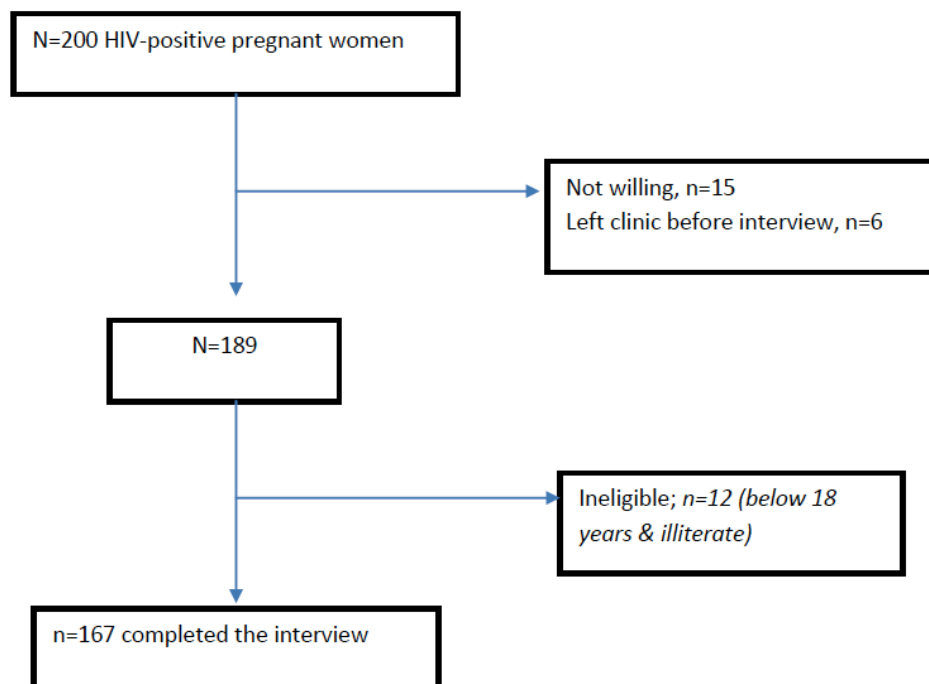 N=200 HIV-positive pregnant women
Not willing, n=15
Left clinic before interview, n=6
N=189
Ineligible; n=12 (below 18
years & illiterate)
n=167 completed the interview